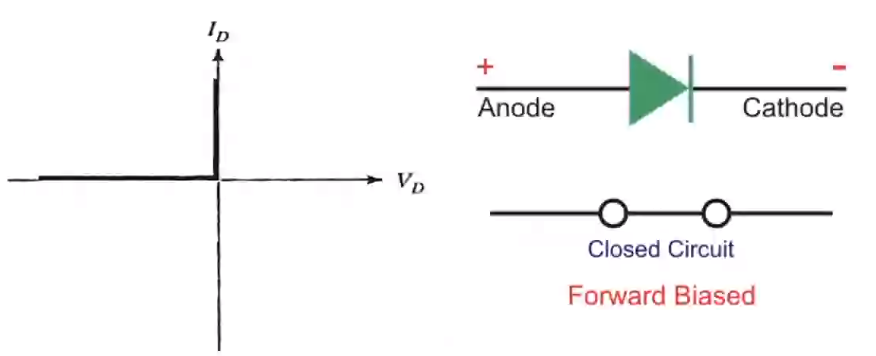 I_D
V_D
+ -
Anode Cathode
Closed Circuit
Forward Biased